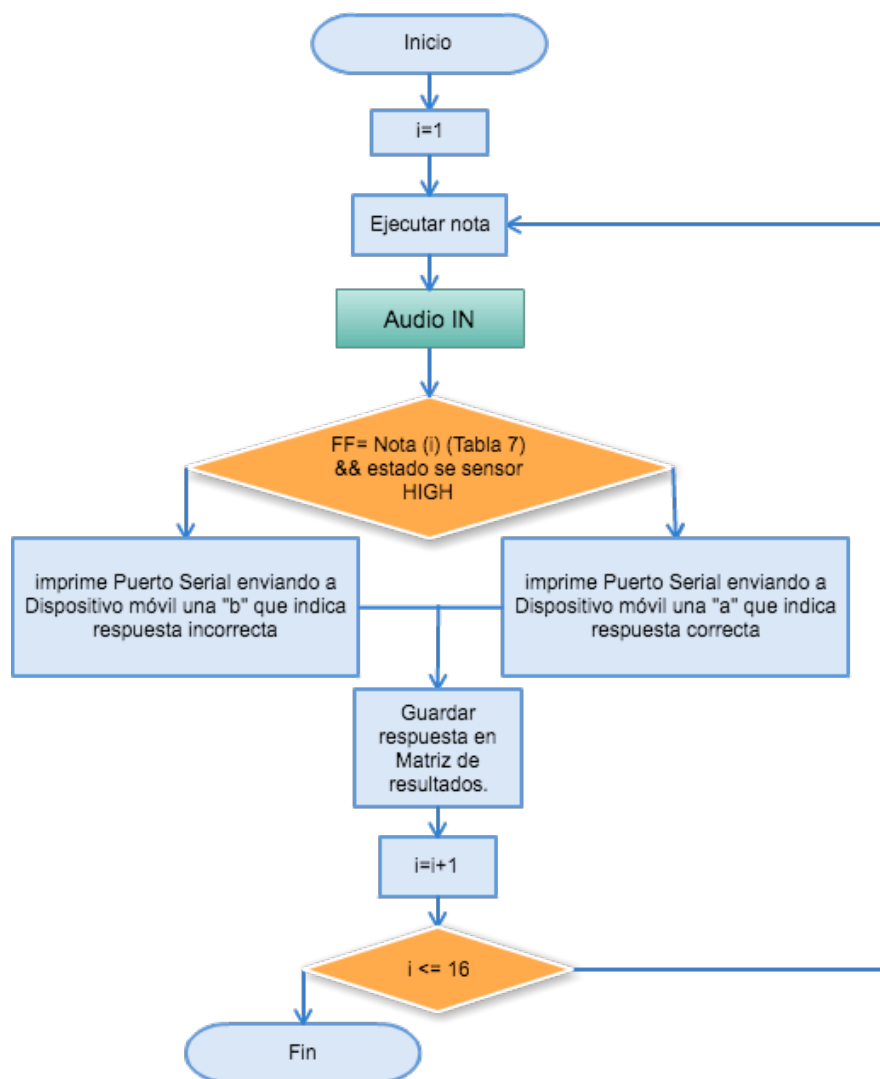 Inicio
i=1
Ejecutar nota
Audio IN
FF= Nota (i) (Tabla 7)
&& estado se sensor
HIGH
imprime Puerto Serial enviando a
Dispositivo móvil una "b" que indica
respuesta incorrecta
imprime Puerto Serial enviando a
Dispositivo móvil una "a" que indica
respuesta correcta
Guardar
respuesta en
Matriz de
resultados.
i=i+1
i <= 16
Fin